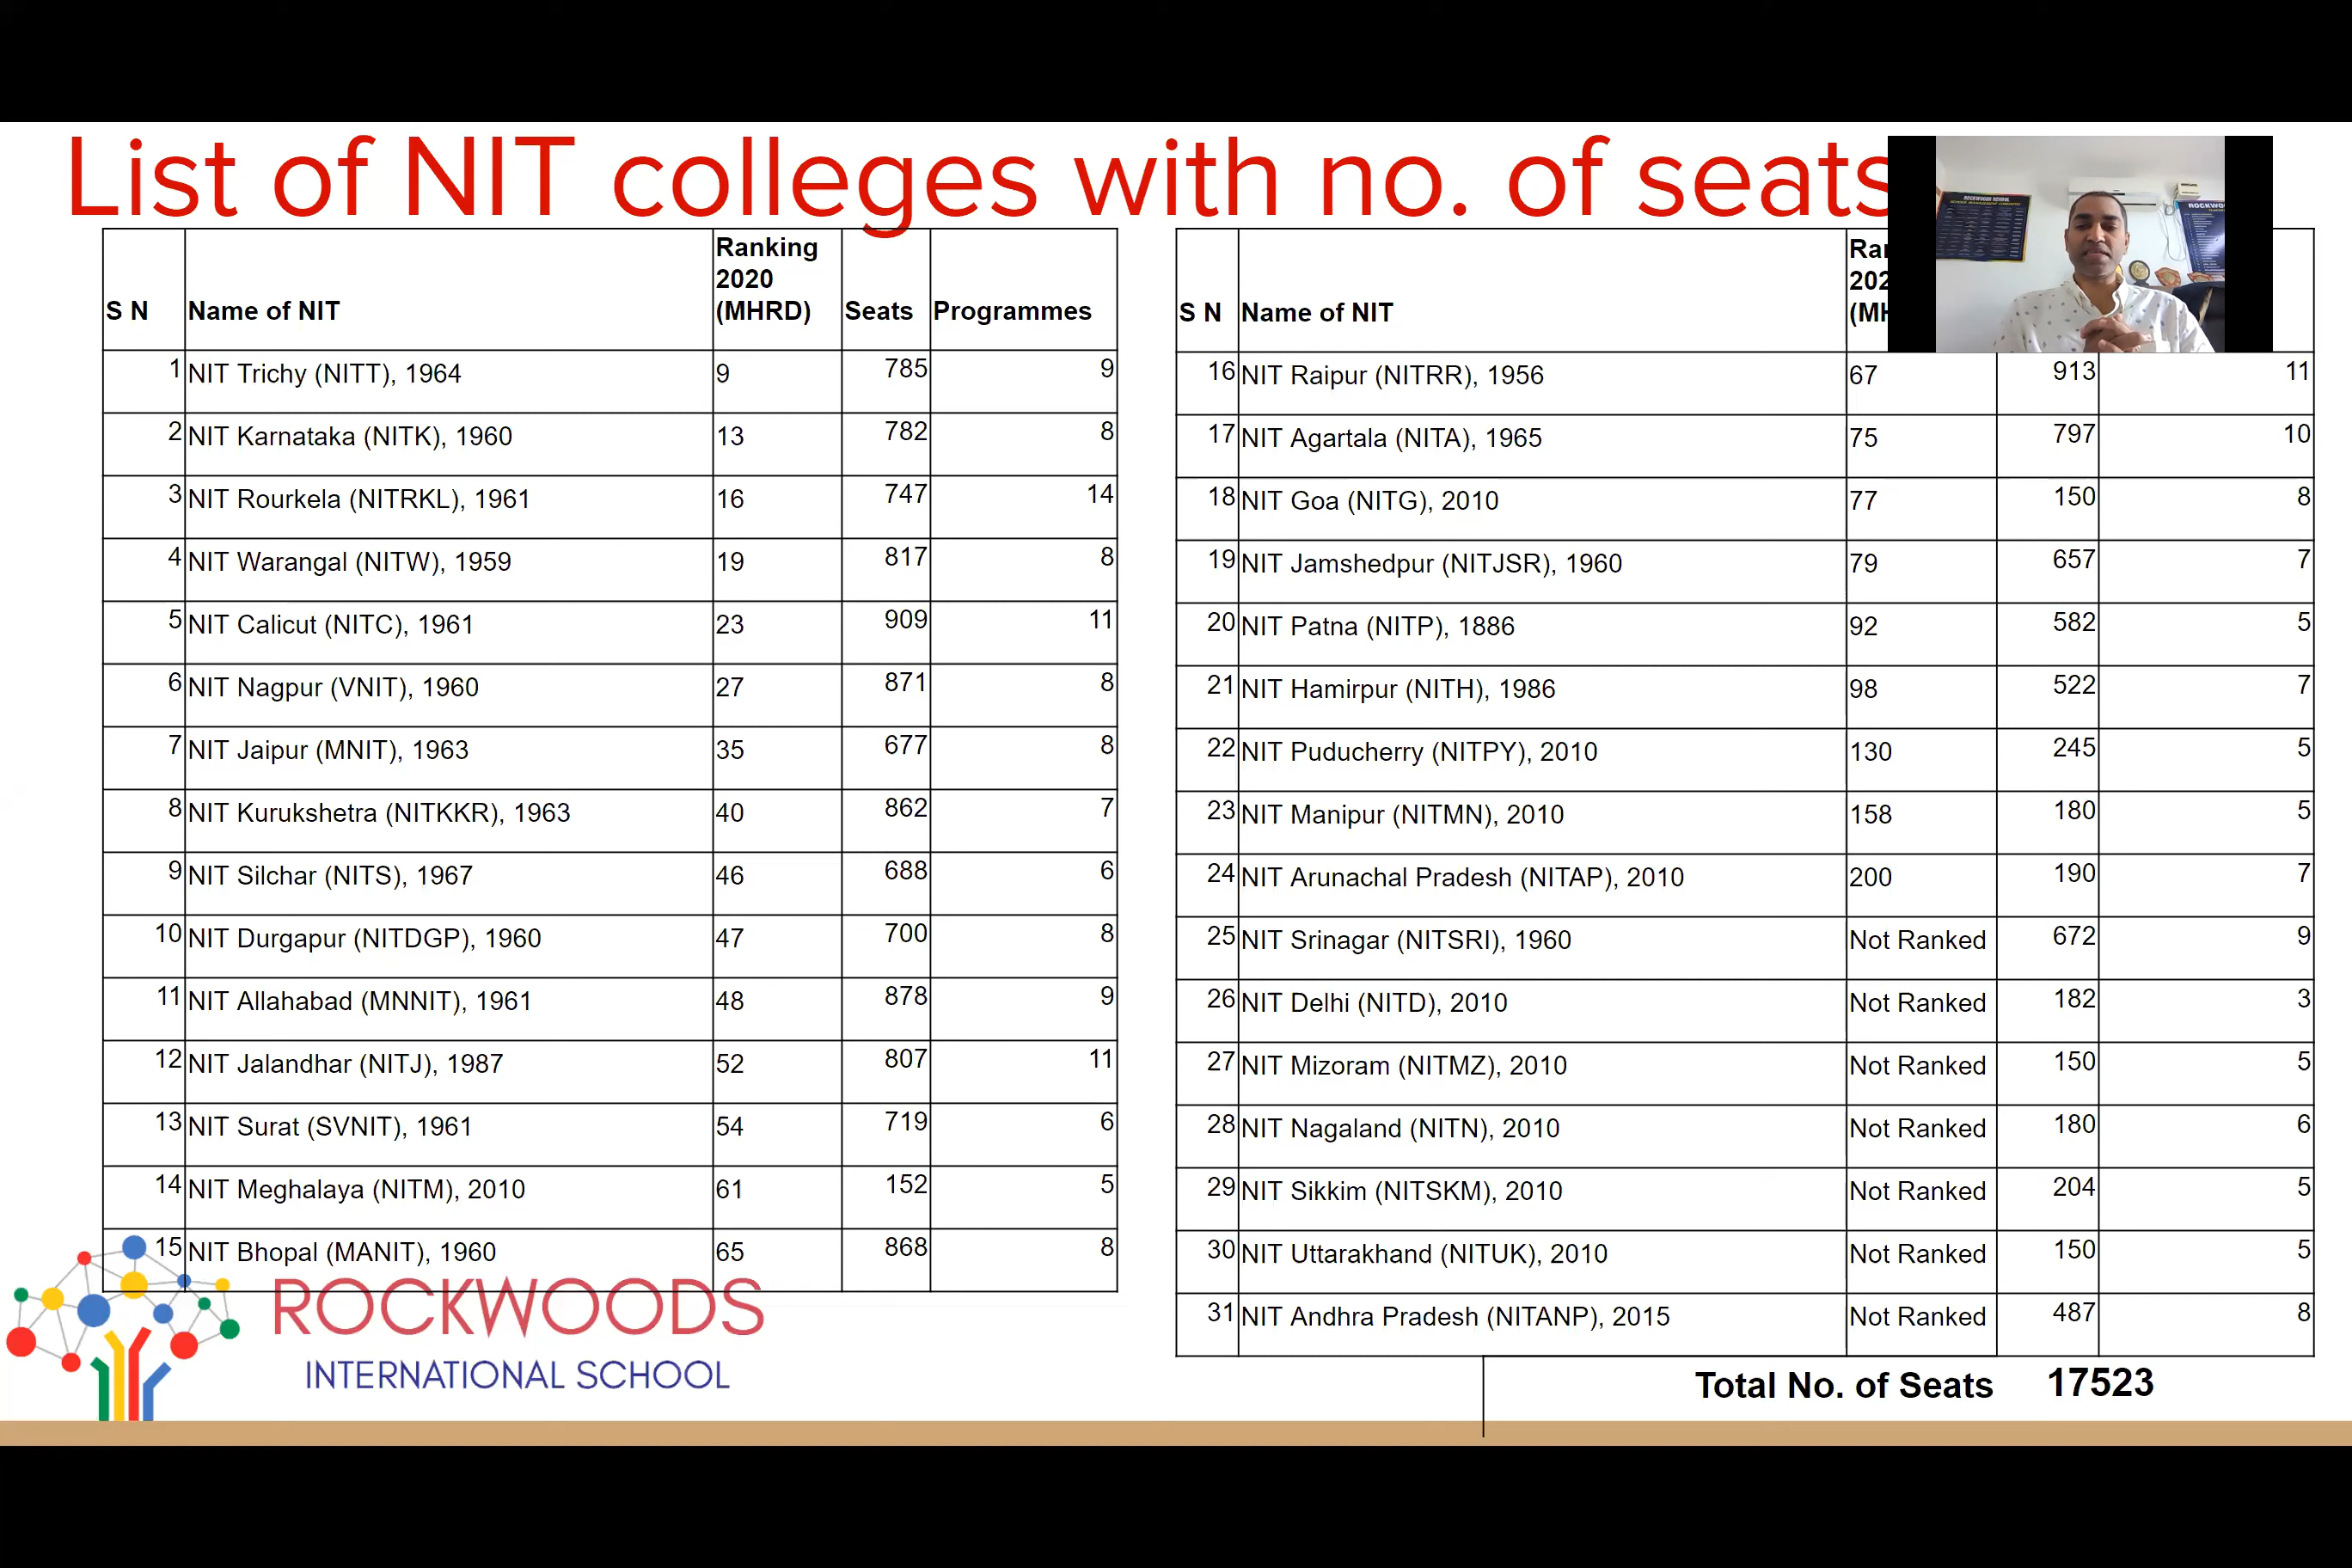 List of NIT colleges with no. of seats
S N Name of NIT Ranking 2020 (MHRD) Seats Programmes
1 NIT Trichy (NITT), 1964 9 785 9
2 NIT Karnataka (NITK), 1960 13 782 8
3 NIT Rourkela (NITRKL), 1961 16 747 14
4 NIT Warangal (NITW), 1959 19 817 8
5 NIT Calicut (NITC), 1961 23 909 11
6 NIT Nagpur (VNIT), 1960 27 871 8
7 NIT Jaipur (MNIT), 1963 35 677 8
8 NIT Kurukshetra (NITKKR), 1963 40 862 7
9 NIT Silchar (NITS), 1967 46 688 6
10 NIT Durgapur (NITDGP), 1960 47 700 8
11 NIT Allahabad (MNNIT), 1961 48 878 9
12 NIT Jalandhar (NITJ), 1987 52 807 11
13 NIT Surat (SVNIT), 1961 54 719 6
14 NIT Meghalaya (NITM), 2010 61 152 5
15 NIT Bhopal (MANIT), 1960 65 868 8
S N Name of NIT
16 NIT Raipur (NITRR), 1956 67 913 11
17 NIT Agartala (NITA), 1965 75 797 10
18 NIT Goa (NITG), 2010 77 150 8
19 NIT Jamshedpur (NITJSR), 1960 79 657 7
20 NIT Patna (NITP), 1886 92 582 5
21 NIT Hamirpur (NITH), 1986 98 522 7
22 NIT Puducherry (NITPY), 2010 130 245 5
23 NIT Manipur (NITMN), 2010 158 180 5
24 NIT Arunachal Pradesh (NITAP), 2010 200 190 7
25 NIT Srinagar (NITSRI), 1960 Not Ranked 672 9
26 NIT Delhi (NITD), 2010 Not Ranked 182 3
27 NIT Mizoram (NITMZ), 2010 Not Ranked 150 5
28 NIT Nagaland (NITN), 2010 Not Ranked 180 6
29 NIT Sikkim (NITSKM), 2010 Not Ranked 204 5
30 NIT Uttarakhand (NITUK), 2010 Not Ranked 150 5
31 NIT Andhra Pradesh (NITANP), 2015 Not Ranked 487 8
Total No. of Seats 17523
ROCKWOODS
INTERNATIONAL SCHOOL
ROCKWOODS SCHOOL